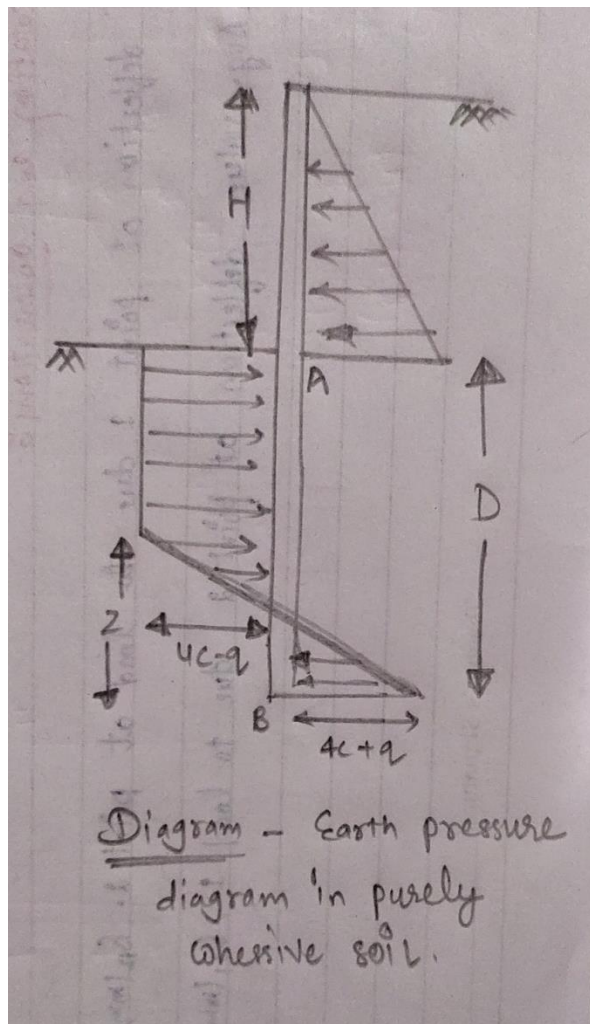 H
A
D
Z
4c-q
B
4c+q
Diagram - Earth pressure
diagram in purely
cohesive soil.